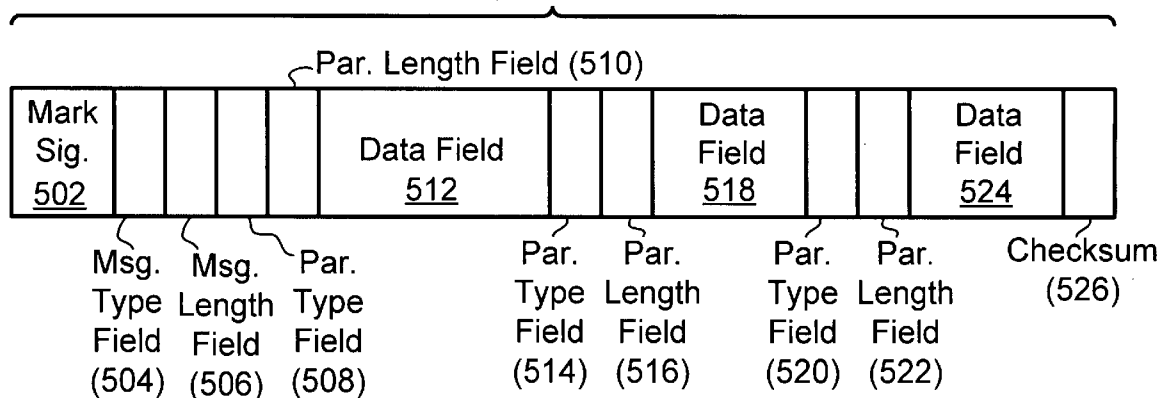 Par. Length Field (510)
Mark
Sig.
502
Data Field
512
Data
Field
518
Data
Field
524
Msg.
Type
Field
(504)
Msg.
Length
Field
(506)
Par.
Type
Field
(508)
Par.
Type
Field
(514)
Par.
Length
Field
(516)
Par.
Type
Field
(520)
Par.
Length
Field
(522)
Checksum
(526)